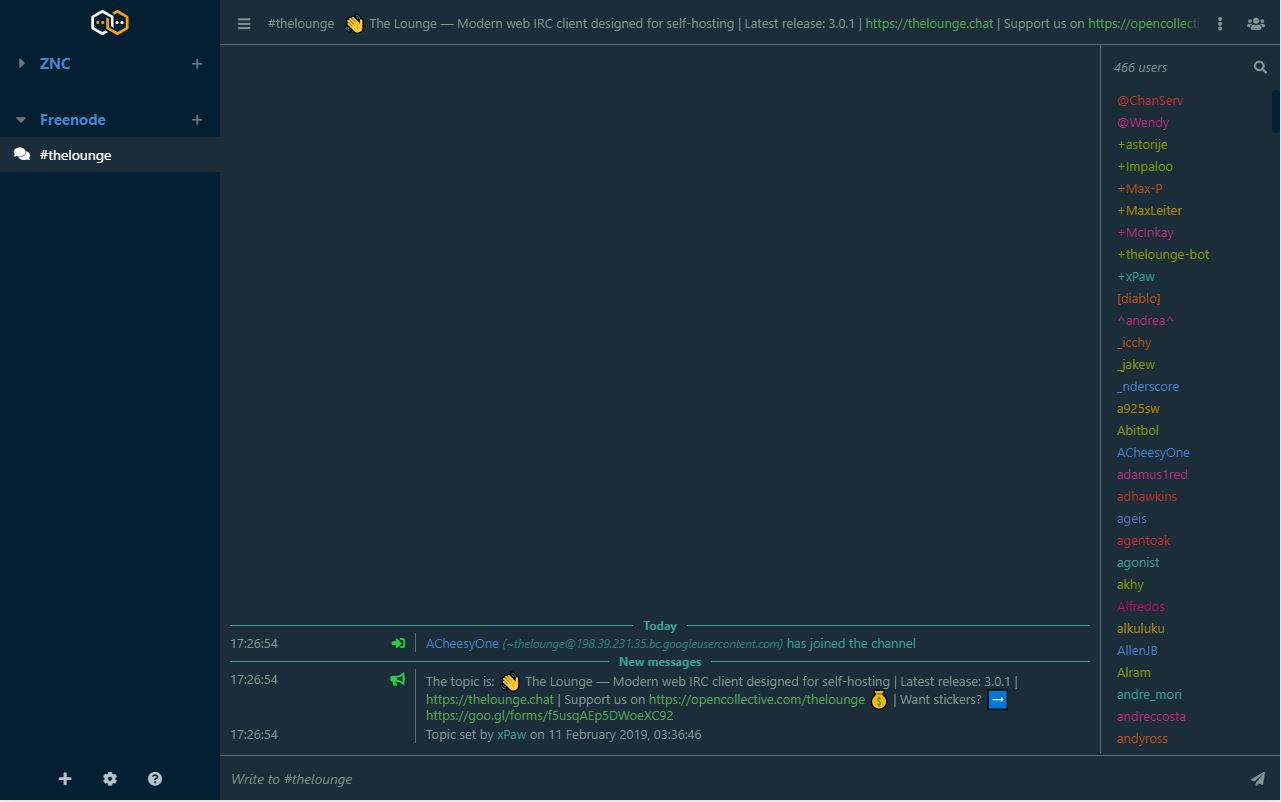 ZNC
Freenode
#thelounge
#thelounge 👋 The Lounge — Modern web IRC client designed for self-hosting | Latest release: 3.0.1 | https://thelounge.chat | Support us on https://opencollecti
Today
17:26:54 ACheesyOne (~thelounge@198.39.231.35.bc.googleusercontent.com) has joined the channel
New messages
17:26:54 The topic is: 👋 The Lounge — Modern web IRC client designed for self-hosting | Latest release: 3.0.1 |
https://thelounge.chat | Support us on https://opencollective.com/thelounge 💰 | Want stickers? ➡️
https://goo.gl/forms/f5usqAEp5DWoeXC92
17:26:54 Topic set by xPaw on 11 February 2019, 03:36:46
Write to #thelounge
466 users
@ChanServ
@Wendy
+astorije
+Impaloo
+Max-P
+MaxLeiter
+McInkay
+thelounge-bot
+xPaw
[diablo]
^andrea^
_icchy
_jakew
_nderscore
a925sw
Abitbol
ACheesyOne
adamus1red
adhawkins
ageis
agentoak
agonist
akhy
Alfredos
alkuluku
AllenJB
Alram
andre_mori
andreccosta
andyross